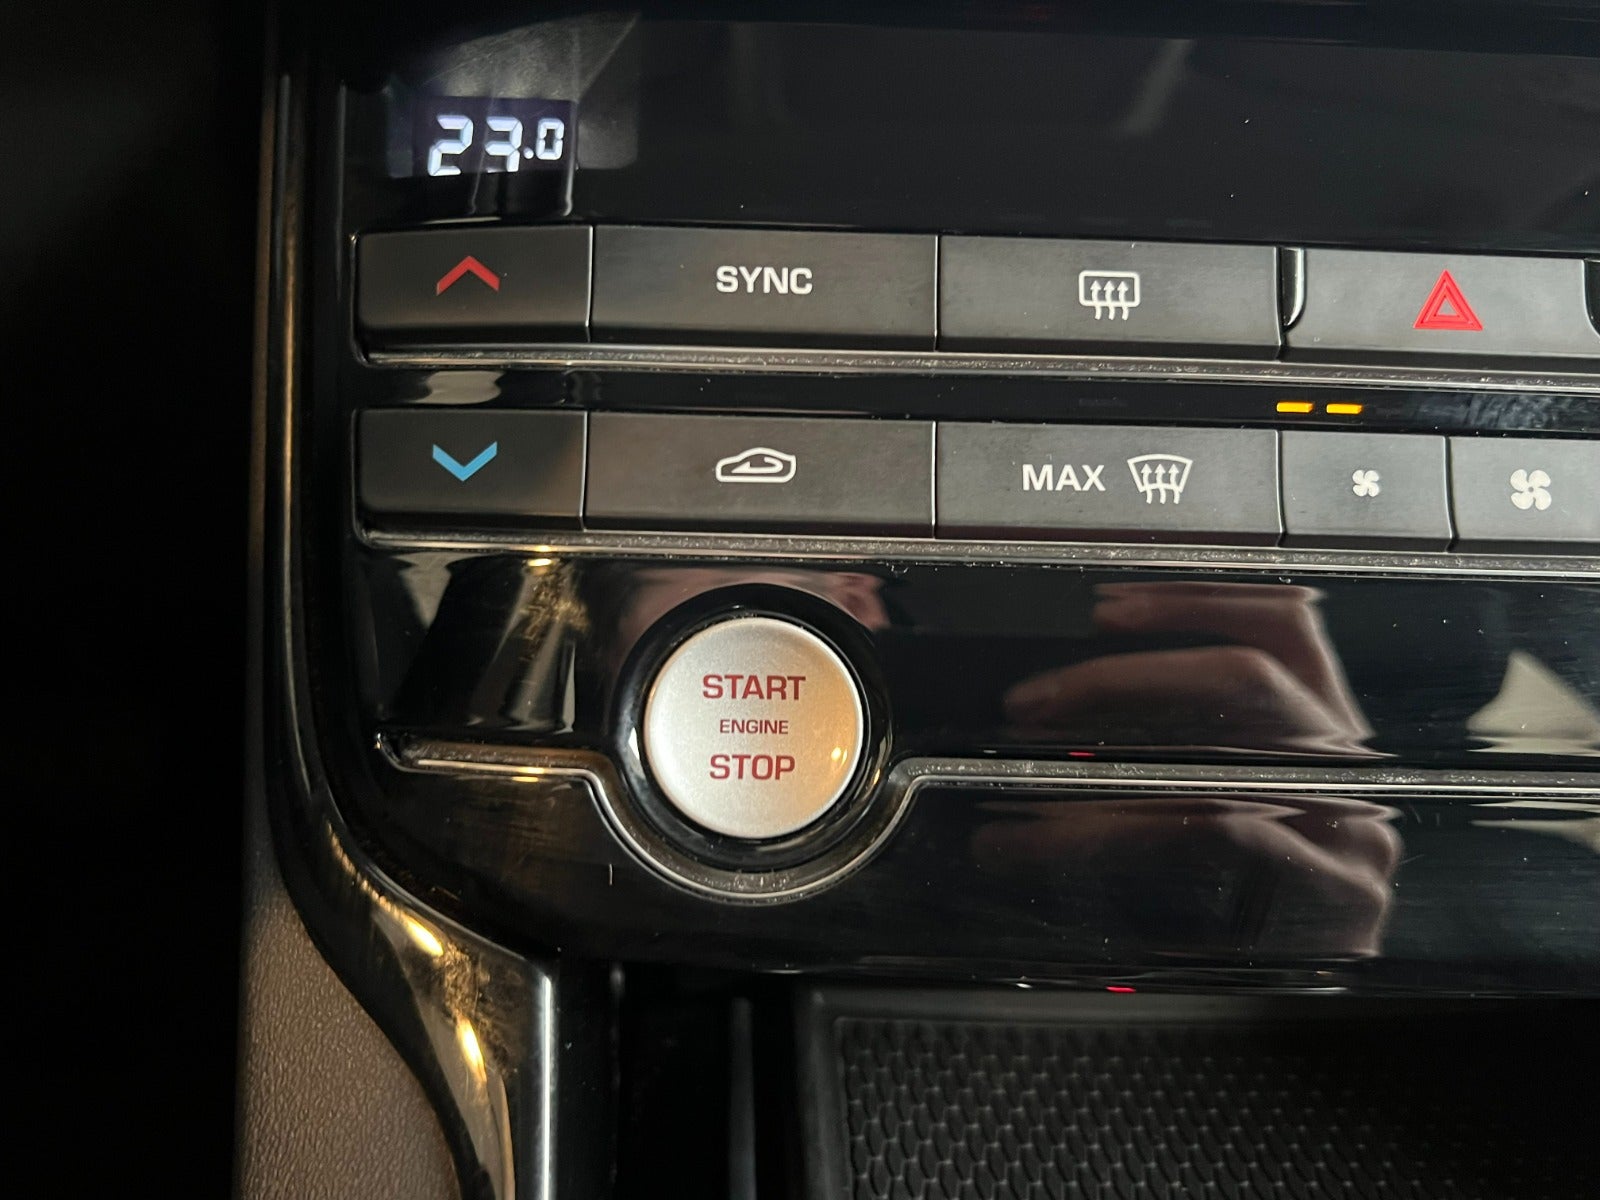 23.0
SYNC
MAX
START
ENGINE
STOP